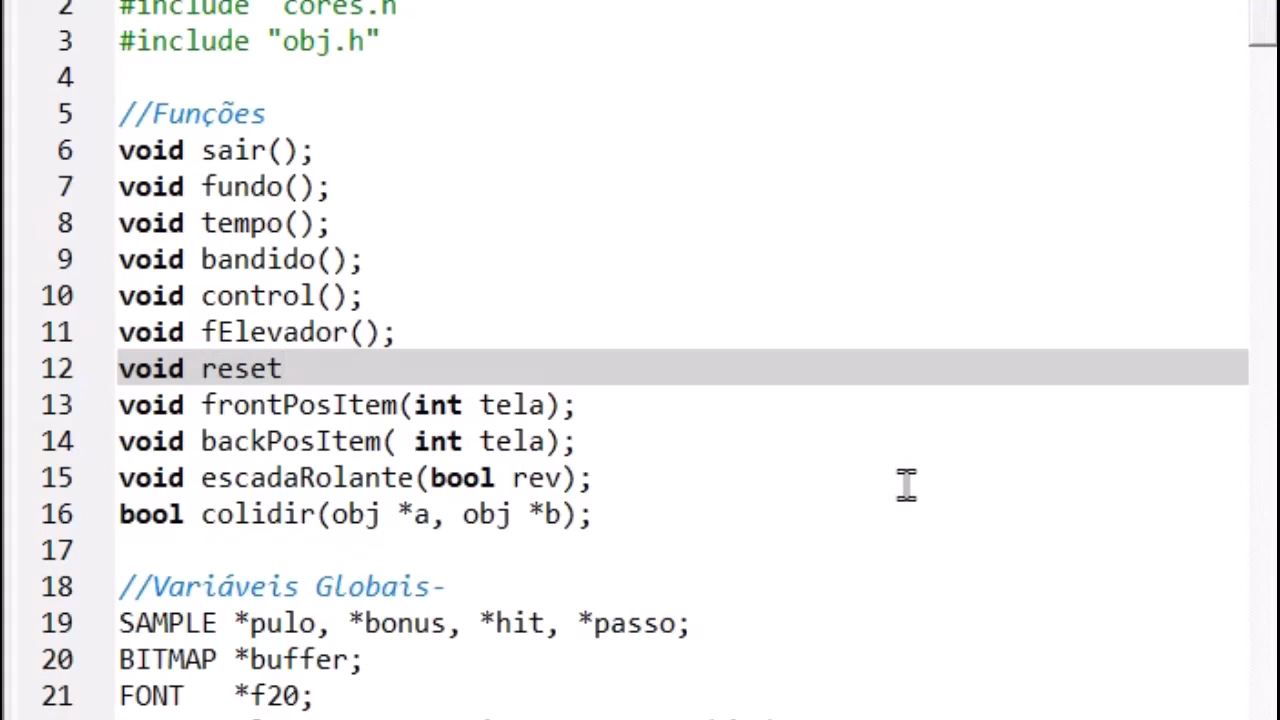 2 #include "cores.h
3 #include "obj.h"
4
5 //Funções
6 void sair();
7 void fundo();
8 void tempo();
9 void bandido();
10 void control();
11 void fElevador();
12 void reset
13 void frontPosItem(int tela);
14 void backPosItem( int tela);
15 void escadaRolante(bool rev);
16 bool colidir(obj *a, obj *b);
17
18 //Variáveis Globais-
19 SAMPLE *pulo, *bonus, *hit, *passo;
20 BITMAP *buffer;
21 FONT   *f20;